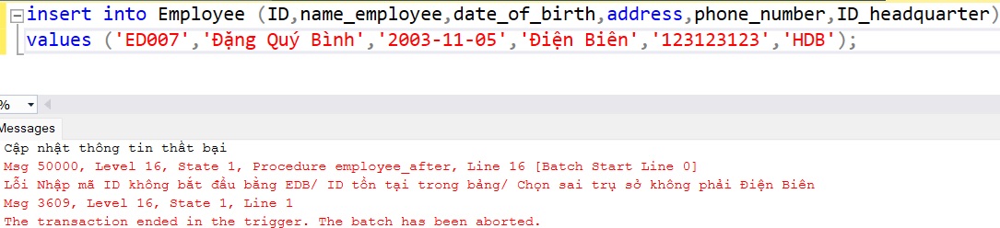 insert into Employee (ID,name_employee,date_of_birth,address,phone_number,ID_headquarter)
values ('ED007','Đặng Quý Bình','2003-11-05','Điện Biên','123123123','HDB');
%
Messages
Cập nhật thông tin thất bại
Msg 50000, Level 16, State 1, Procedure employee_after, Line 16 [Batch Start Line 0]
Lỗi Nhập mã ID không bắt đầu bằng EDB/ ID tồn tại trong bảng/ Chọn sai trụ sở không phải Điện Biên
Msg 3609, Level 16, State 1, Line 1
The transaction ended in the trigger. The batch has been aborted.